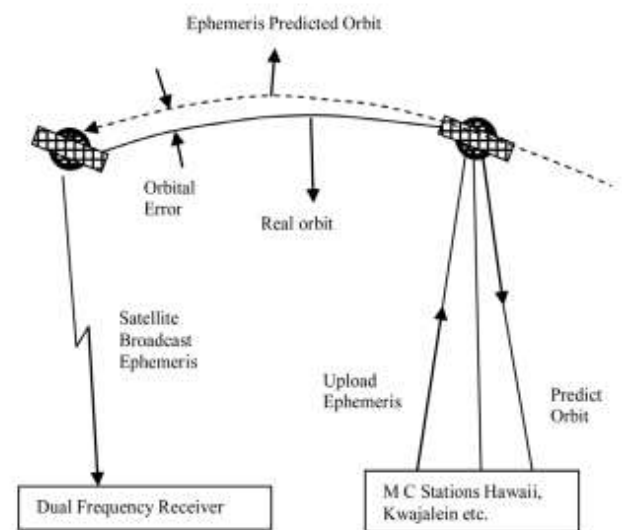 Ephemeris Predicted Orbit
Orbital
Error
Real orbit
Satellite
Broadcast
Ephemeris
Upload
Ephemeris
Predict
Orbit
Dual Frequency Receiver
M C Stations Hawaii,
Kwajalein etc.